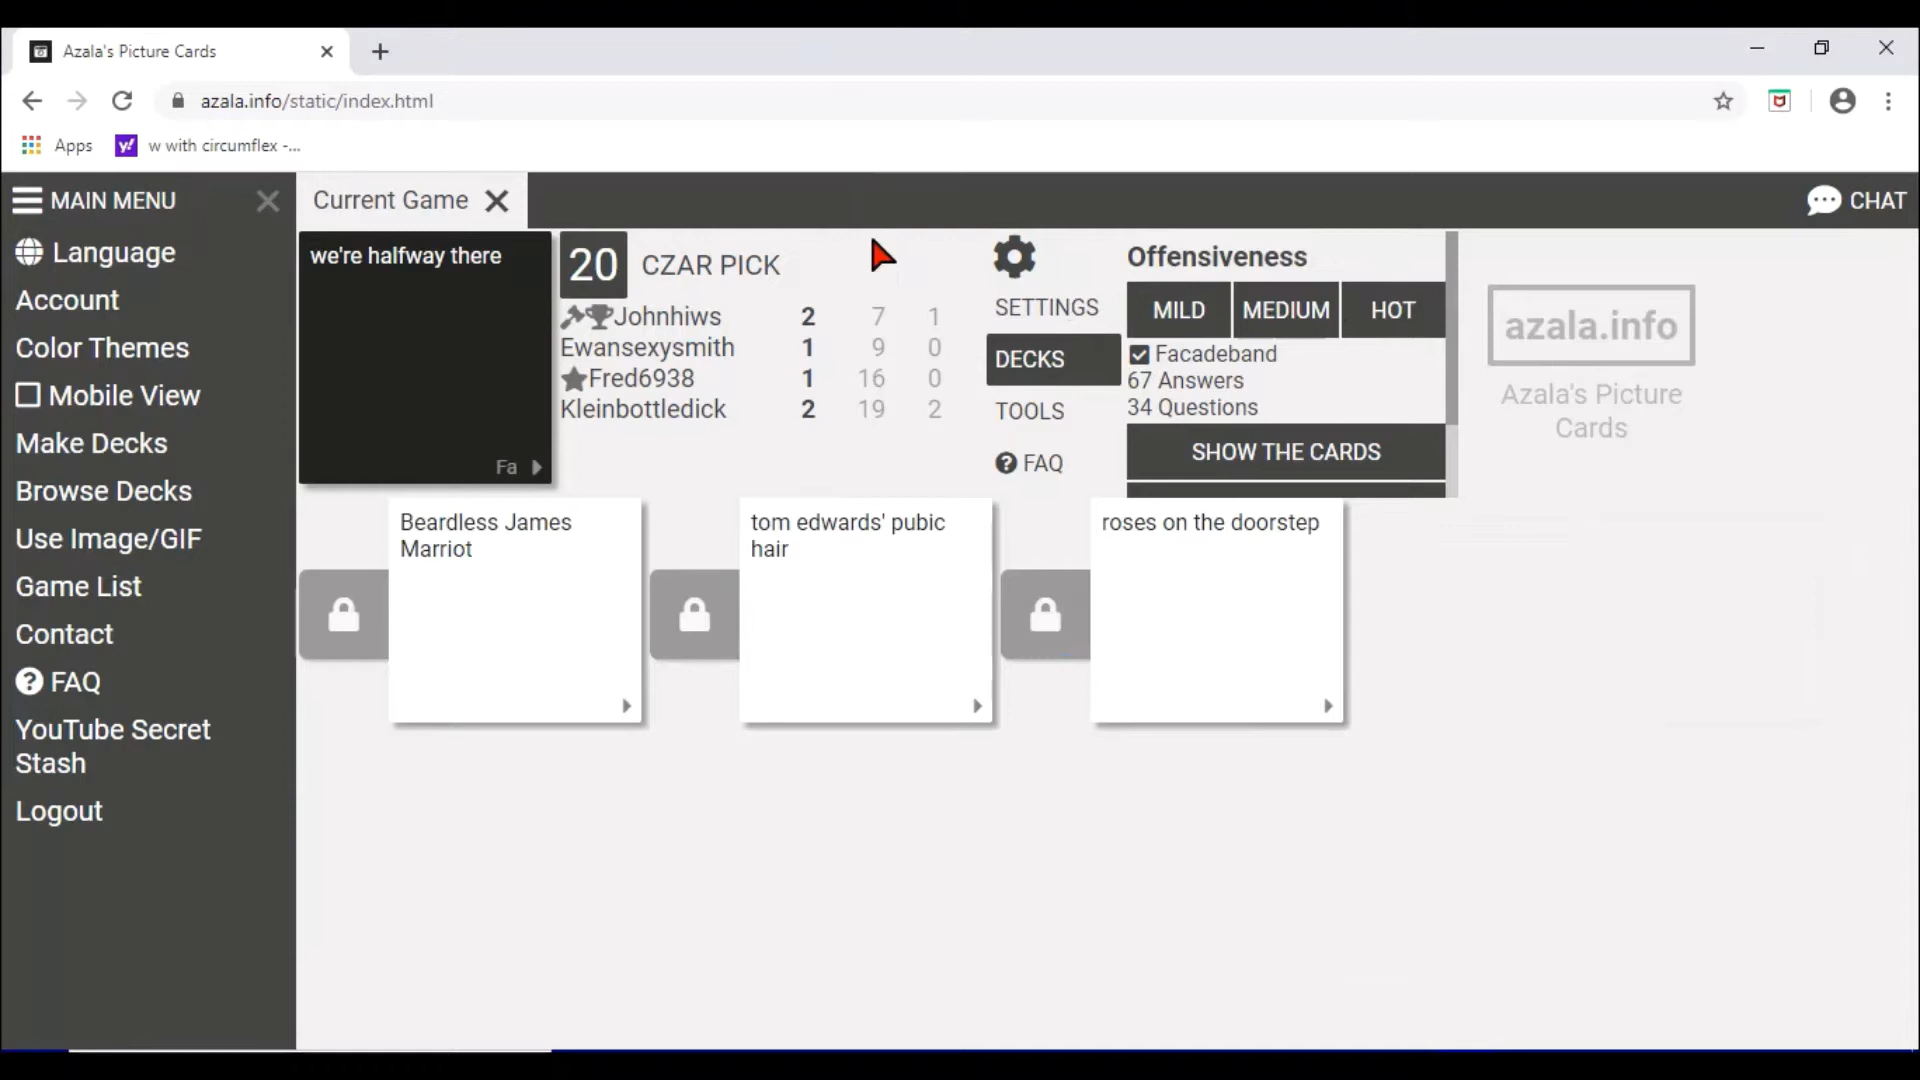 Azala's Picture Cards
azala.info/static/index.html
Apps
w with circumflex -...
MAIN MENU
Language
Account
Color Themes
Mobile View
Make Decks
Browse Decks
Use Image/GIF
Game List
Contact
FAQ
YouTube Secret
Stash
Logout
Current Game
CHAT
we're halfway there
Fa
20 CZAR PICK
Johnhiws 2 7 1
Ewansexysmith 1 9 0
Fred6938 1 16 0
Kleinbottledick 2 19 2
SETTINGS
DECKS
TOOLS
FAQ
Offensiveness
MILD MEDIUM HOT
Facadeband
67 Answers
34 Questions
SHOW THE CARDS
azala.info
Azala's Picture
Cards
Beardless James
Marriot
tom edwards' pubic
hair
roses on the doorstep